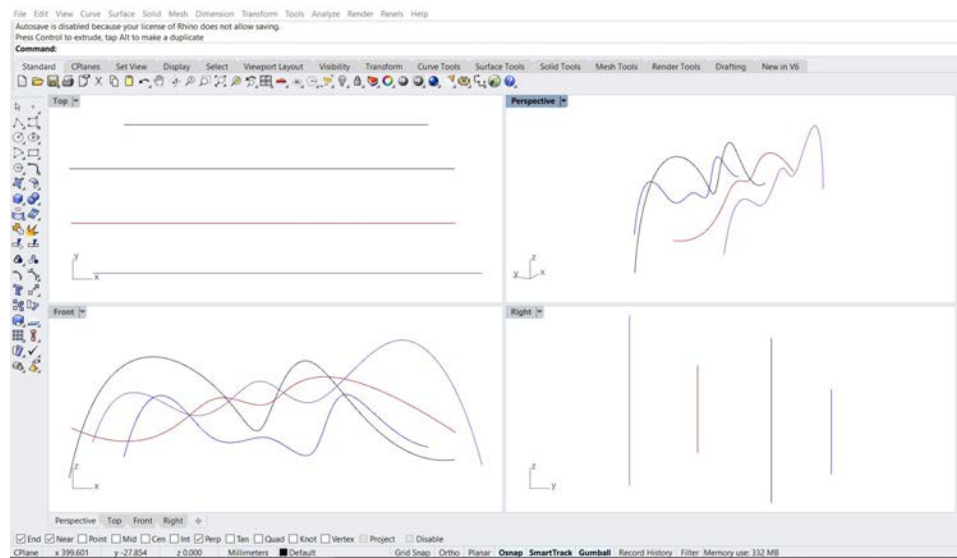 File Edit View Curve Surface Solid Mesh Dimension Transform Tools Analyze Render Panels Help
Autosave is disabled because your license of Rhino does not allow saving.
Press Control to extrude, tap Alt to make a duplicate
Command:
Standard CPlanes Set View Display Select Viewport Layout Visibility Transform Curve Tools Surface Tools Solid Tools Mesh Tools Render Tools Drafting New in V6
Top Perspective
y x
z y x
Front Right
z x
z y
Perspective Top Front Right
End Near Point Mid Cen Int Perp Tan Quad Knot Vertex Project Disable
CPlane x 399.601 y -27.854 z 0.000 Millimeters Default Grid Snap Ortho Planar Osnap SmartTrack Gumball Record History Filter Memory use: 332 MB